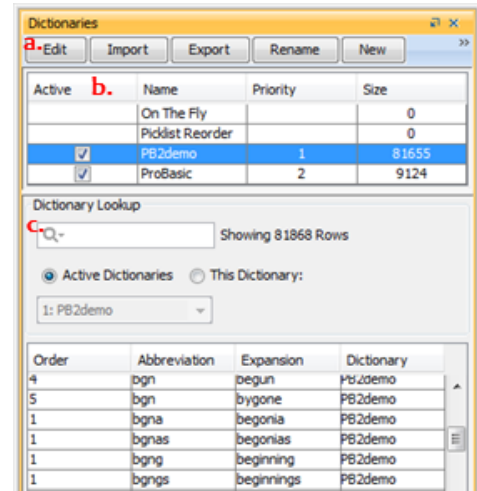 Dictionaries
a. Edit Import Export Rename New »
Active b. Name Priority Size
On The Fly 0
Picklist Reorder 0
PB2demo 1 81655
ProBasic 2 9124
Dictionary Lookup
c. Showing 81868 Rows
Active Dictionaries This Dictionary:
1: PB2demo
Order Abbreviation Expansion Dictionary
4 bgn begun PB2demo
5 bgn bygone PB2demo
1 bgna begonia PB2demo
1 bgnas begonias PB2demo
1 bgng beginning PB2demo
1 bgngs beginnings PB2demo